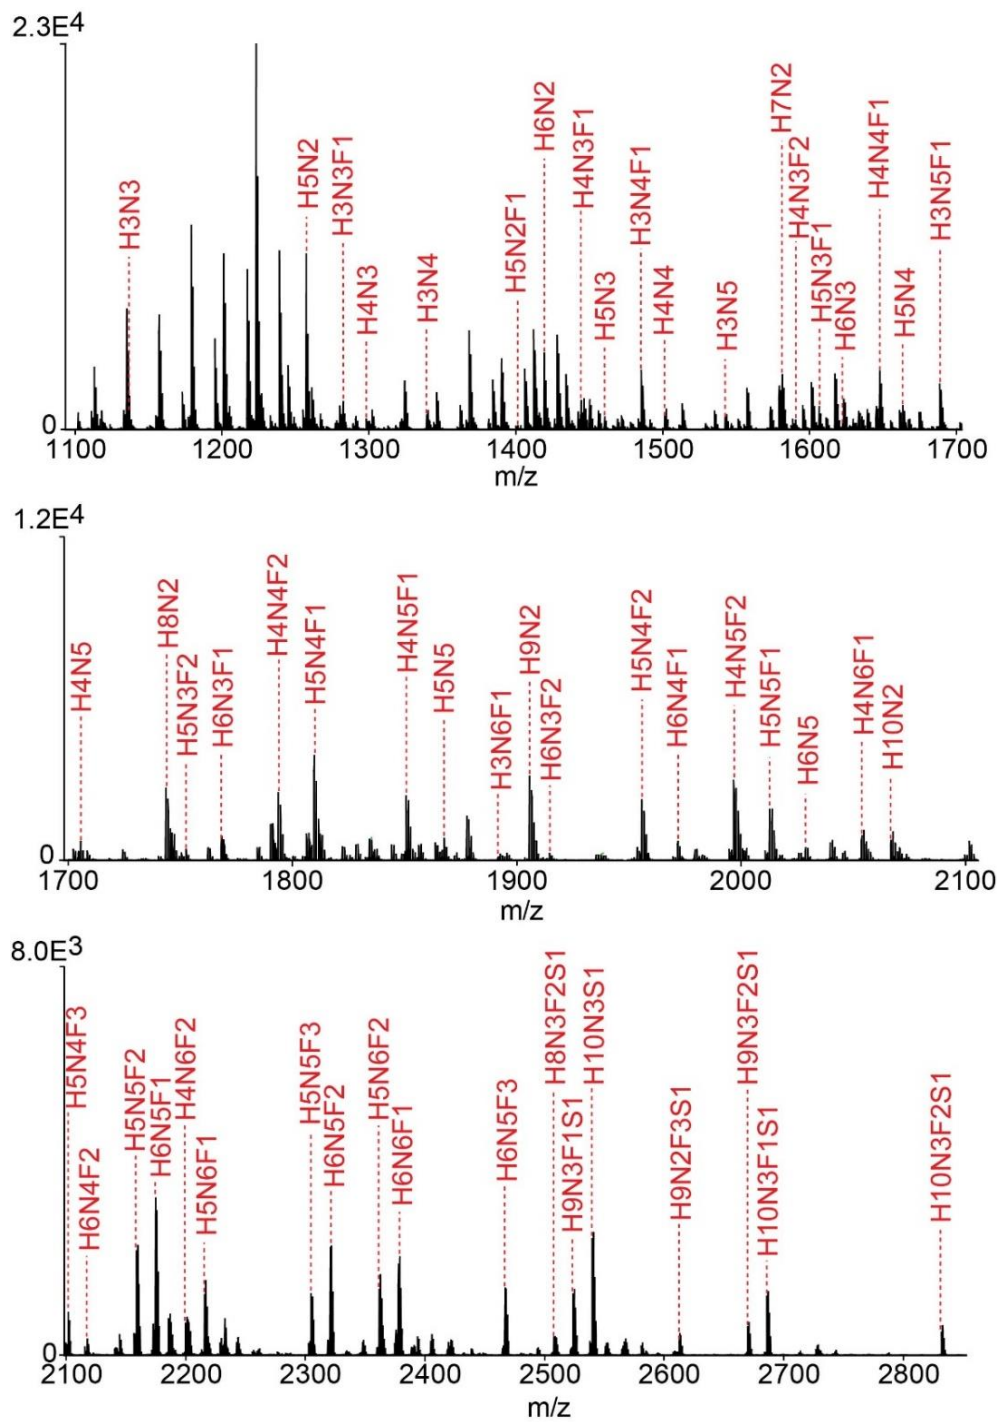 2.3E4
H3N3
H5N2
H3N3F1
H4N3
H3N4
H5N2F1
H6N2
H4N3F1
H5N3
H3N4F1
H4N4
H3N5
H7N2
H4N3F2
H5N3F1
H6N3
H4N4F1
H5N4
H3N5F1
0
1100 1200 1300 1400 1500 1600 1700
m/z
1.2E4
H4N5
H8N2
H5N3F2
H6N3F1
H4N4F2
H5N4F1
H4N5F1
H5N5
H3N6F1
H9N2
H6N3F2
H5N4F2
H6N4F1
H4N5F2
H5N5F1
H6N5
H4N6F1
H10N2
0
1700 1800 1900 2000 2100
m/z
8.0E3
H5N4F3
H6N4F2
H5N5F2
H6N5F1
H4N6F2
H5N6F1
H5N5F3
H6N5F2
H5N6F2
H6N6F1
H6N5F3
H8N3F2S1
H9N3F1S1
H10N3S1
H9N2F3S1
H9N3F2S1
H10N3F1S1
H10N3F2S1
0
2100 2200 2300 2400 2500 2600 2700 2800
m/z